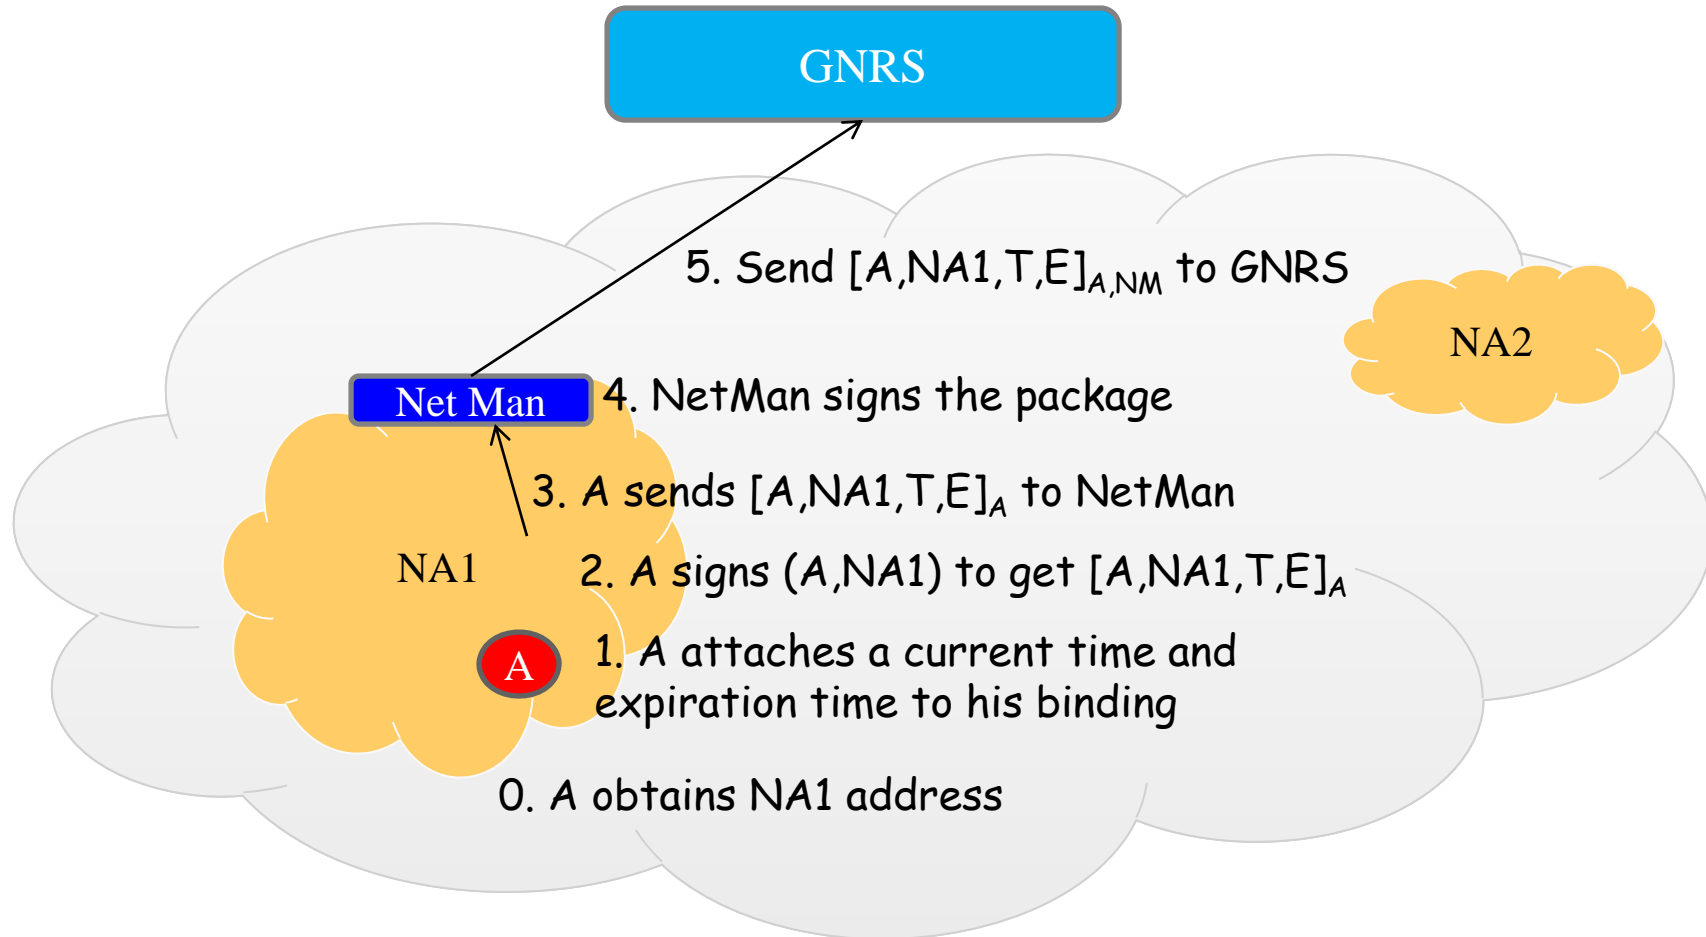 GNRS
5. Send [A,NA1,T,E]A,NM to GNRS
NA2
Net Man
4. NetMan signs the package
3. A sends [A,NA1,T,E]A to NetMan
NA1
2. A signs (A,NA1) to get [A,NA1,T,E]A
A
1. A attaches a current time and
expiration time to his binding
0. A obtains NA1 address